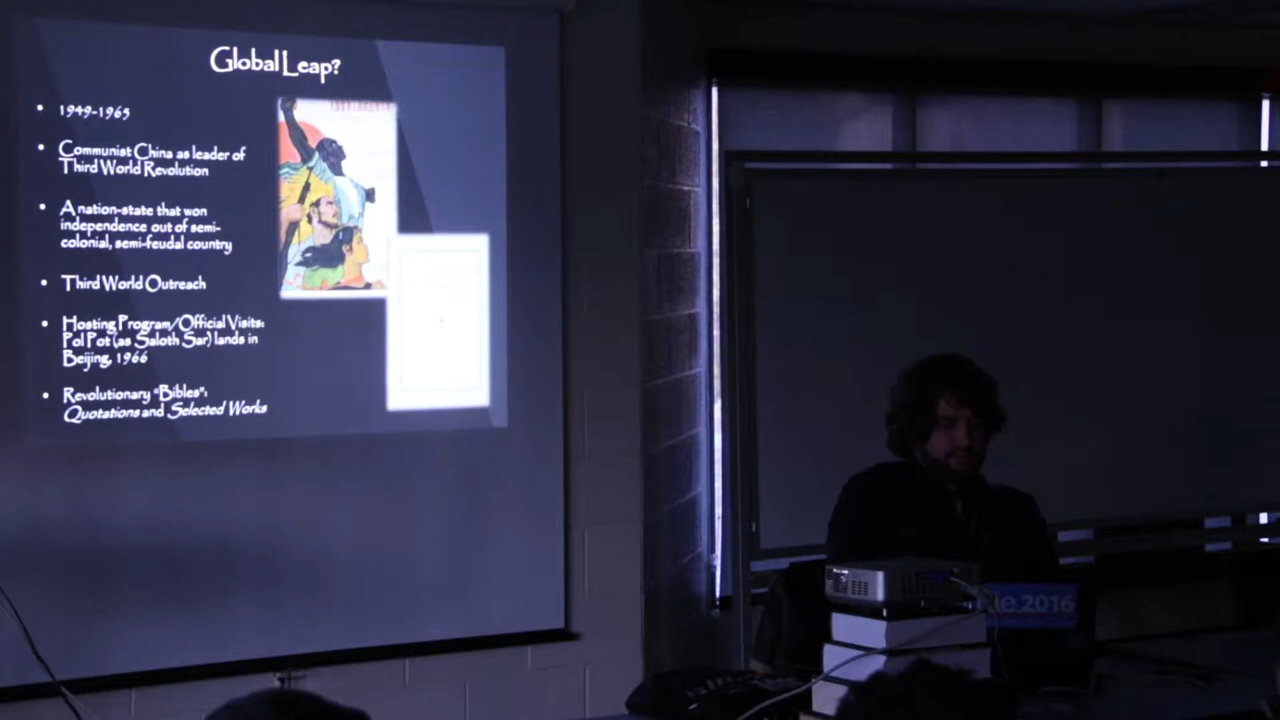 Global Leap?
• 1949-1965
• Communist China as leader of
Third World Revolution
• A nation-state that won
independence out of semi-
colonial, semi-feudal country
• Third World Outreach
• Hosting Program/Official Visits:
Pol Pot (as Saloth Sar) lands in
Beijing, 1966
• Revolutionary "Bibles":
Quotations and Selected Works
2016